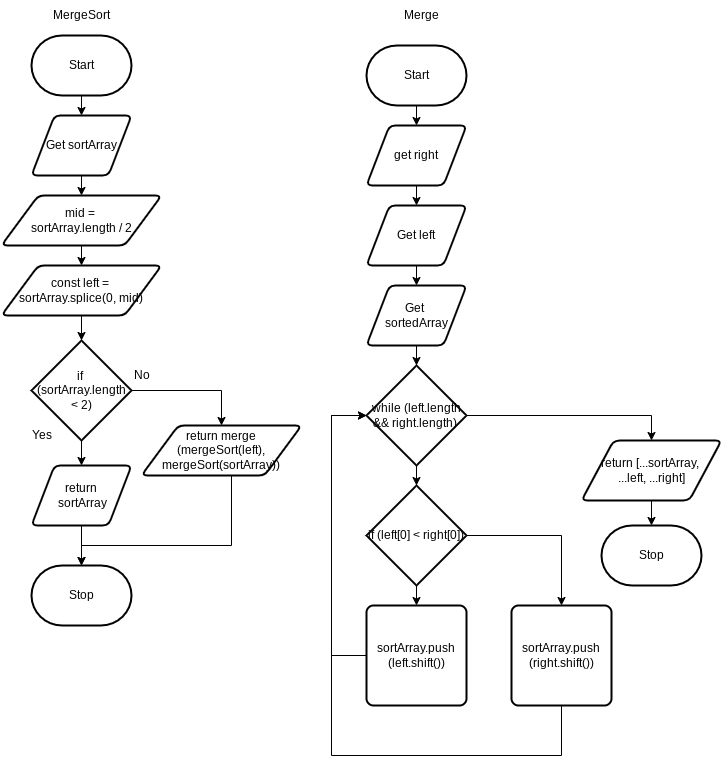 MergeSort
Start
Get sortArray
mid =
sortArray.length / 2
const left =
sortArray.splice(0, mid)
if
(sortArray.length
< 2)
No
Yes
return merge
(mergeSort(left),
mergeSort(sortArray))
return
sortArray
Stop
Merge
Start
get right
Get left
Get
sortedArray
while (left.length
&& right.length)
return [...sortArray,
...left, ...right]
if (left[0] < right[0])
Stop
sortArray.push
(left.shift())
sortArray.push
(right.shift())